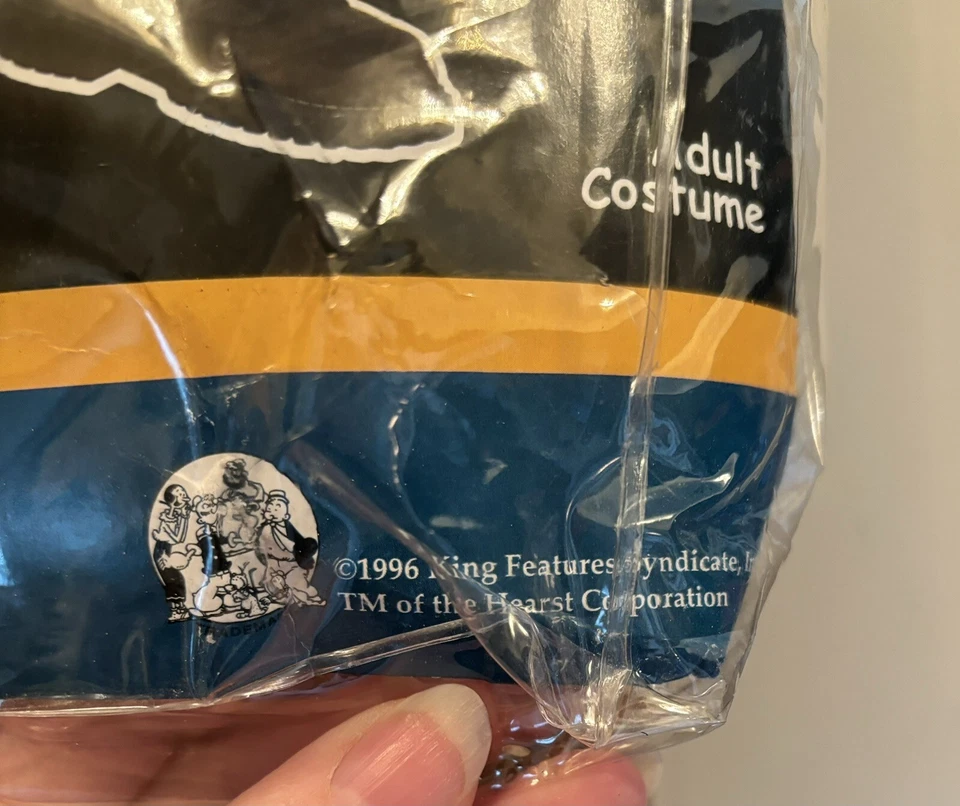 Adult
Costume
©1996 King Features Syndicate,
TM of the Hearst Corporation